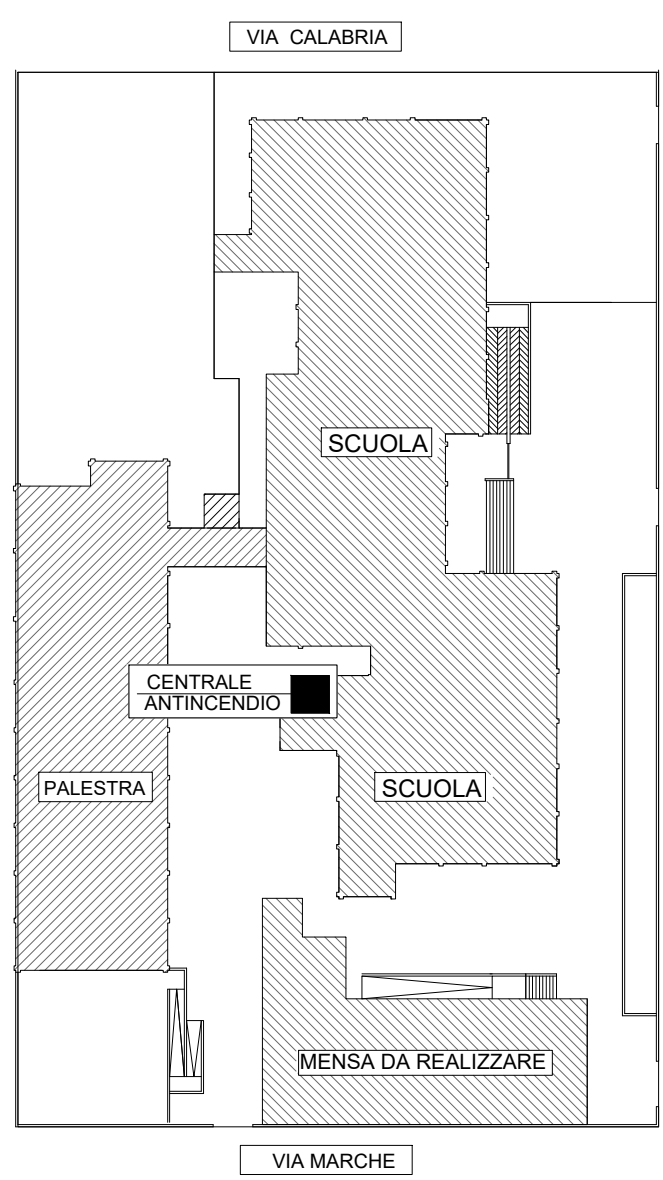 VIA CALABRIA
SCUOLA
CENTRALE
ANTINCENDIO
PALESTRA
SCUOLA
MENSA DA REALIZZARE
VIA MARCHE